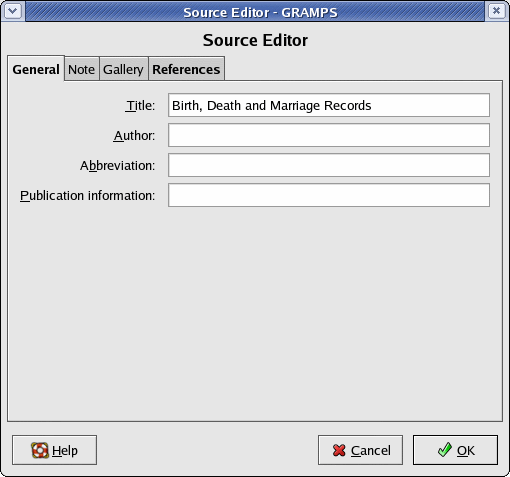 Source Editor - GRAMPS
Source Editor
General Note Gallery References
Title: Birth, Death and Marriage Records
Author:
Abbreviation:
Publication information:
Help Cancel OK